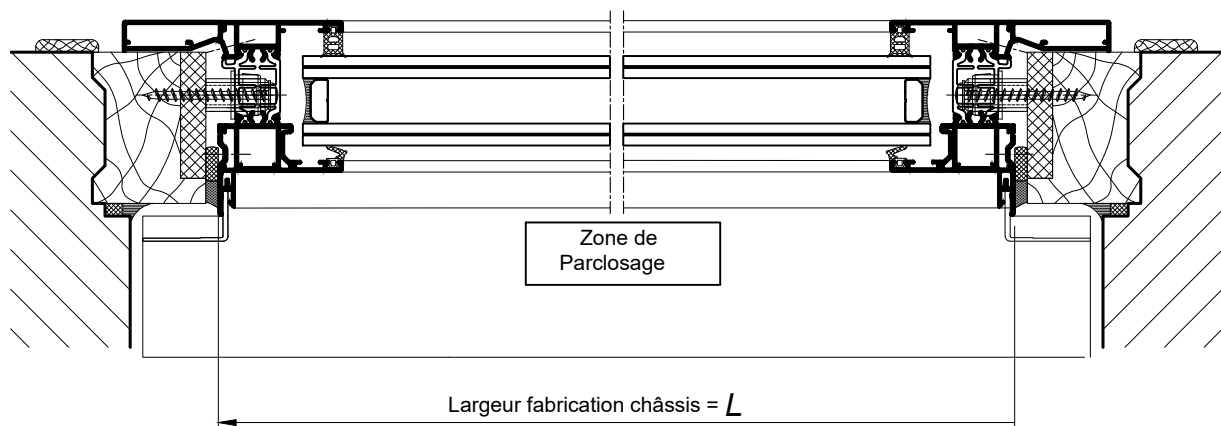 Zone de
Parclosage
Largeur fabrication châssis = L